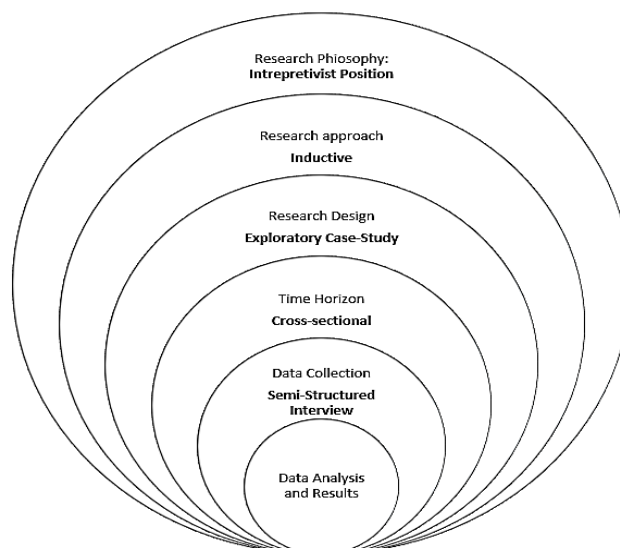 Research Phiosophy:
Intrepretivist Position
Research approach
Inductive
Research Design
Exploratory Case-Study
Time Horizon
Cross-sectional
Data Collection
Semi-Structured
Interview
Data Analysis
and Results